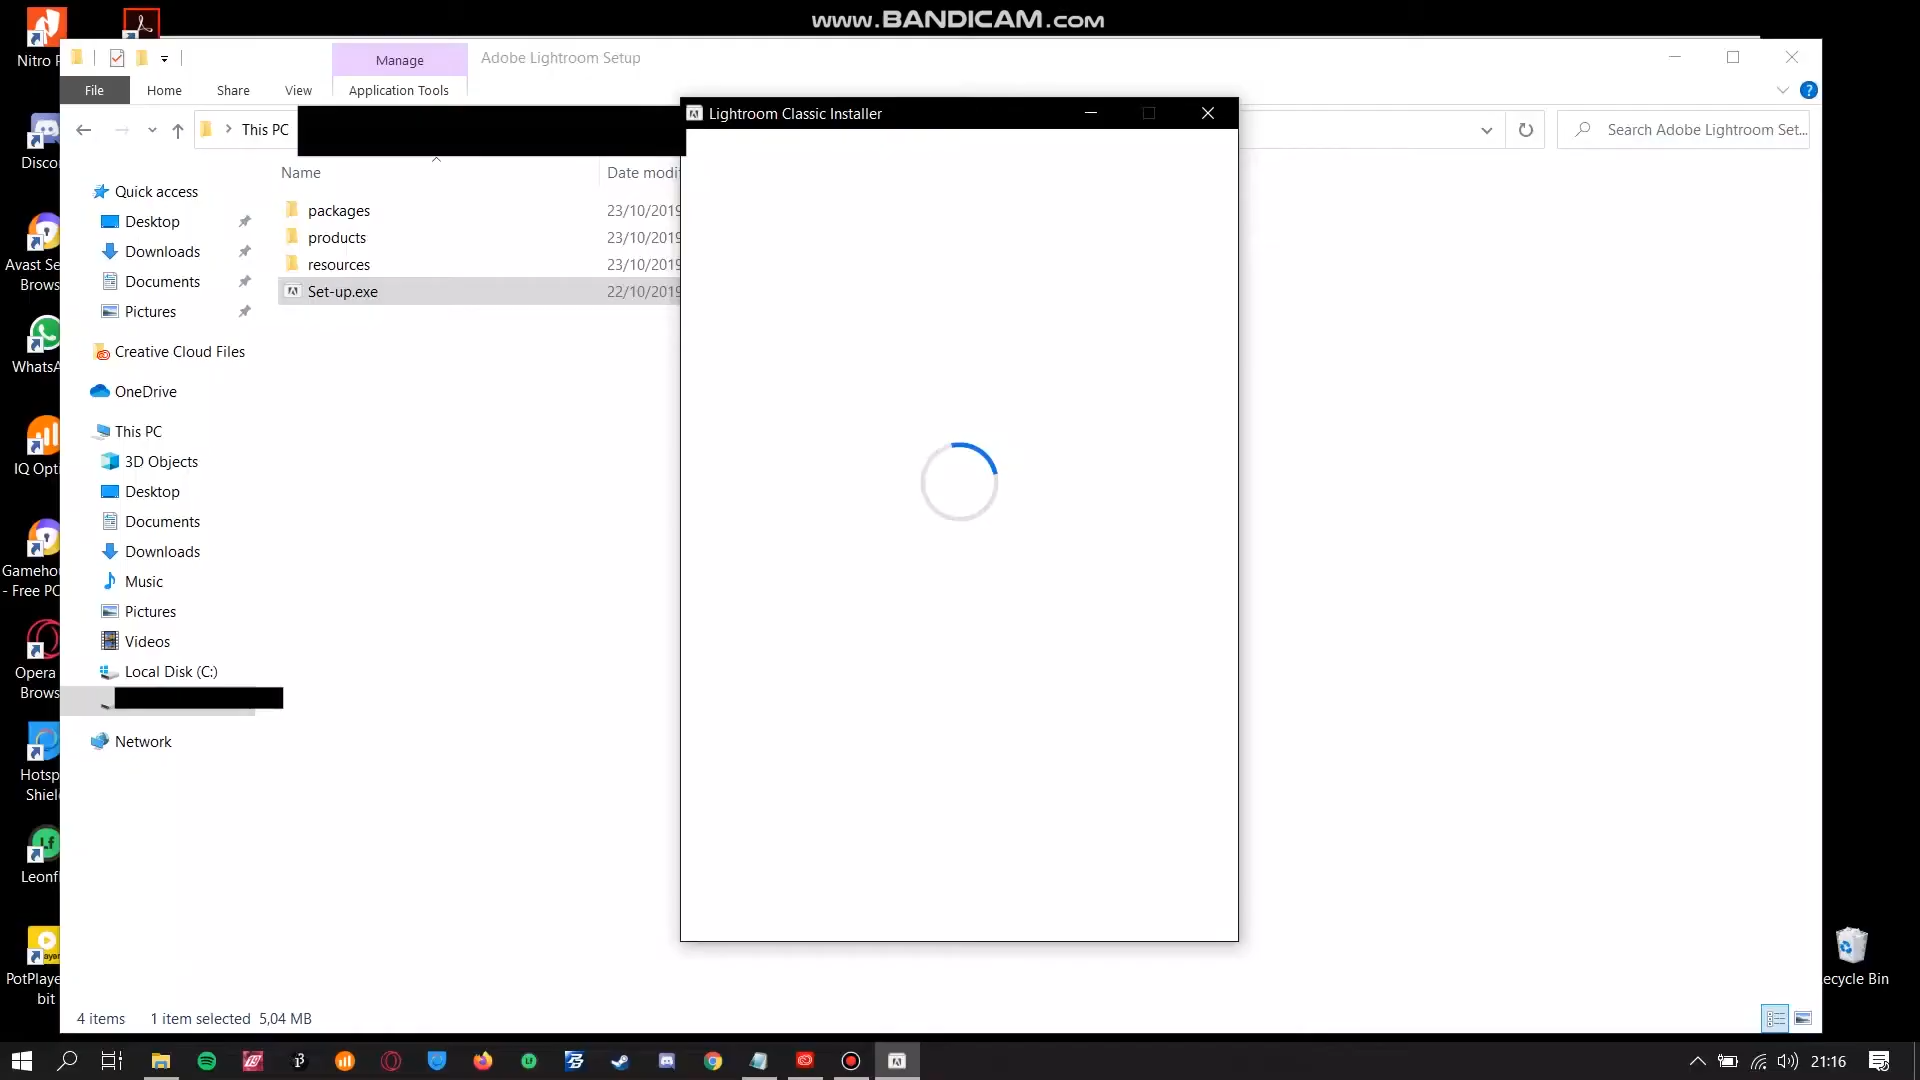 www.BANDICAM.com
Nitro P
Manage
Adobe Lightroom Setup
File
Home
Share
View
Application Tools
This PC
Search Adobe Lightroom Set...
Lightroom Classic Installer
Name
Date modi
packages
23/10/2019
products
23/10/2019
resources
23/10/2019
Set-up.exe
22/10/2019
Quick access
Desktop
Downloads
Documents
Pictures
Creative Cloud Files
OneDrive
This PC
3D Objects
Desktop
Documents
Downloads
Music
Pictures
Videos
Local Disk (C:)
Network
Disco
Avast Se
Brows
WhatsA
IQ Opti
Gamehou
- Free PC
Opera
Brows
Hotsp
Shiel
Leonfl
PotPlaye
bit
ecycle Bin
4 items
1 item selected 5,04 MB
21:16